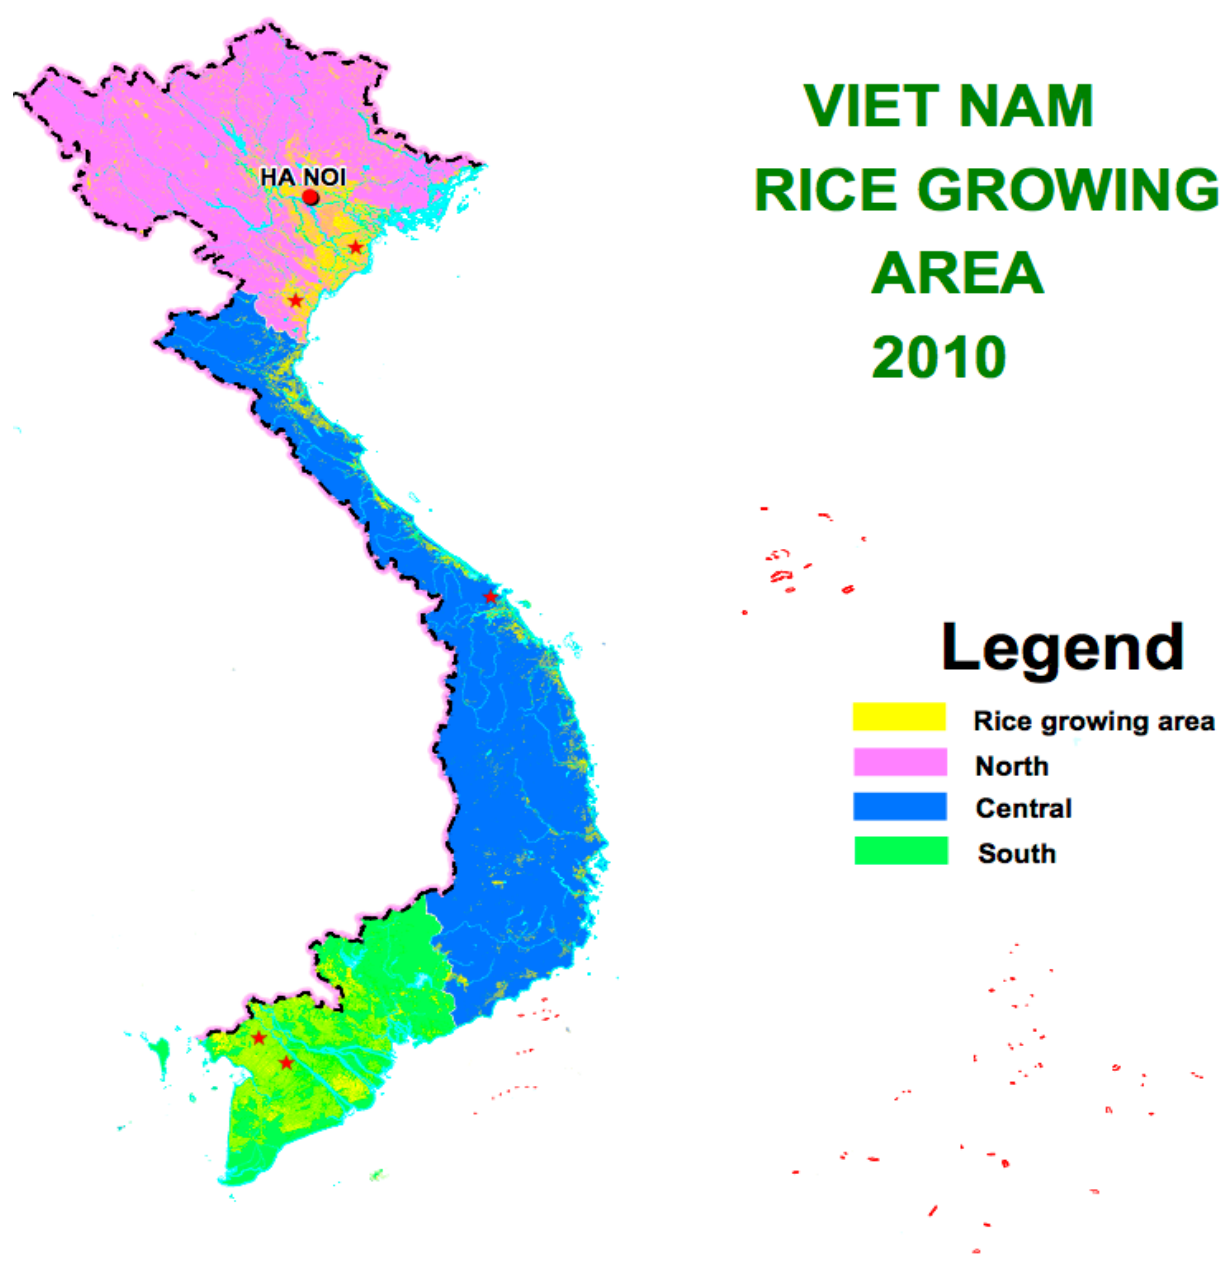 VIET NAM
RICE GROWING
AREA
2010
HA NOI
Legend
Rice growing area
North
Central
South